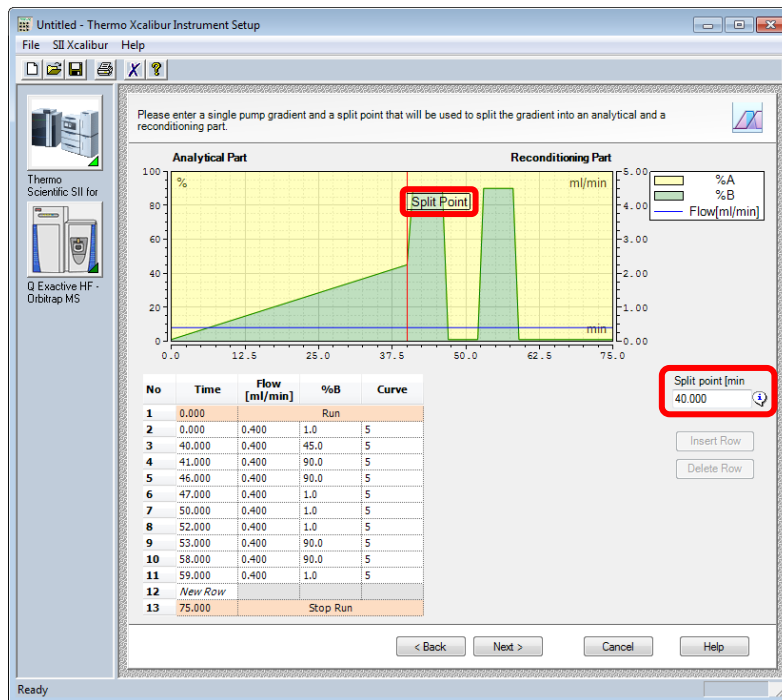 Untitled - Thermo Xcalibur Instrument Setup
File SII Xcalibur Help
X ?
Thermo
Scientific SII for
Q Exactive HF -
Orbitrap MS
Please enter a single pump gradient and a split point that will be used to split the gradient into an analytical and a
reconditioning part.
Analytical Part Reconditioning Part
100 % ml/min 5.00
80 4.00
60 3.00
40 2.00
20 1.00
0 min 0.00
0.0 12.5 25.0 37.5 50.0 62.5 75.0
Split Point
%A
%B
Flow[ml/min]
No Time Flow [ml/min] %B Curve
1 0.000 Run
2 0.000 0.400 1.0 5
3 40.000 0.400 45.0 5
4 41.000 0.400 90.0 5
5 46.000 0.400 90.0 5
6 47.000 0.400 1.0 5
7 50.000 0.400 1.0 5
8 52.000 0.400 1.0 5
9 53.000 0.400 90.0 5
10 58.000 0.400 90.0 5
11 59.000 0.400 1.0 5
12 New Row
13 75.000 Stop Run
Split point [min
40.000
Insert Row
Delete Row
< Back Next > Cancel Help
Ready